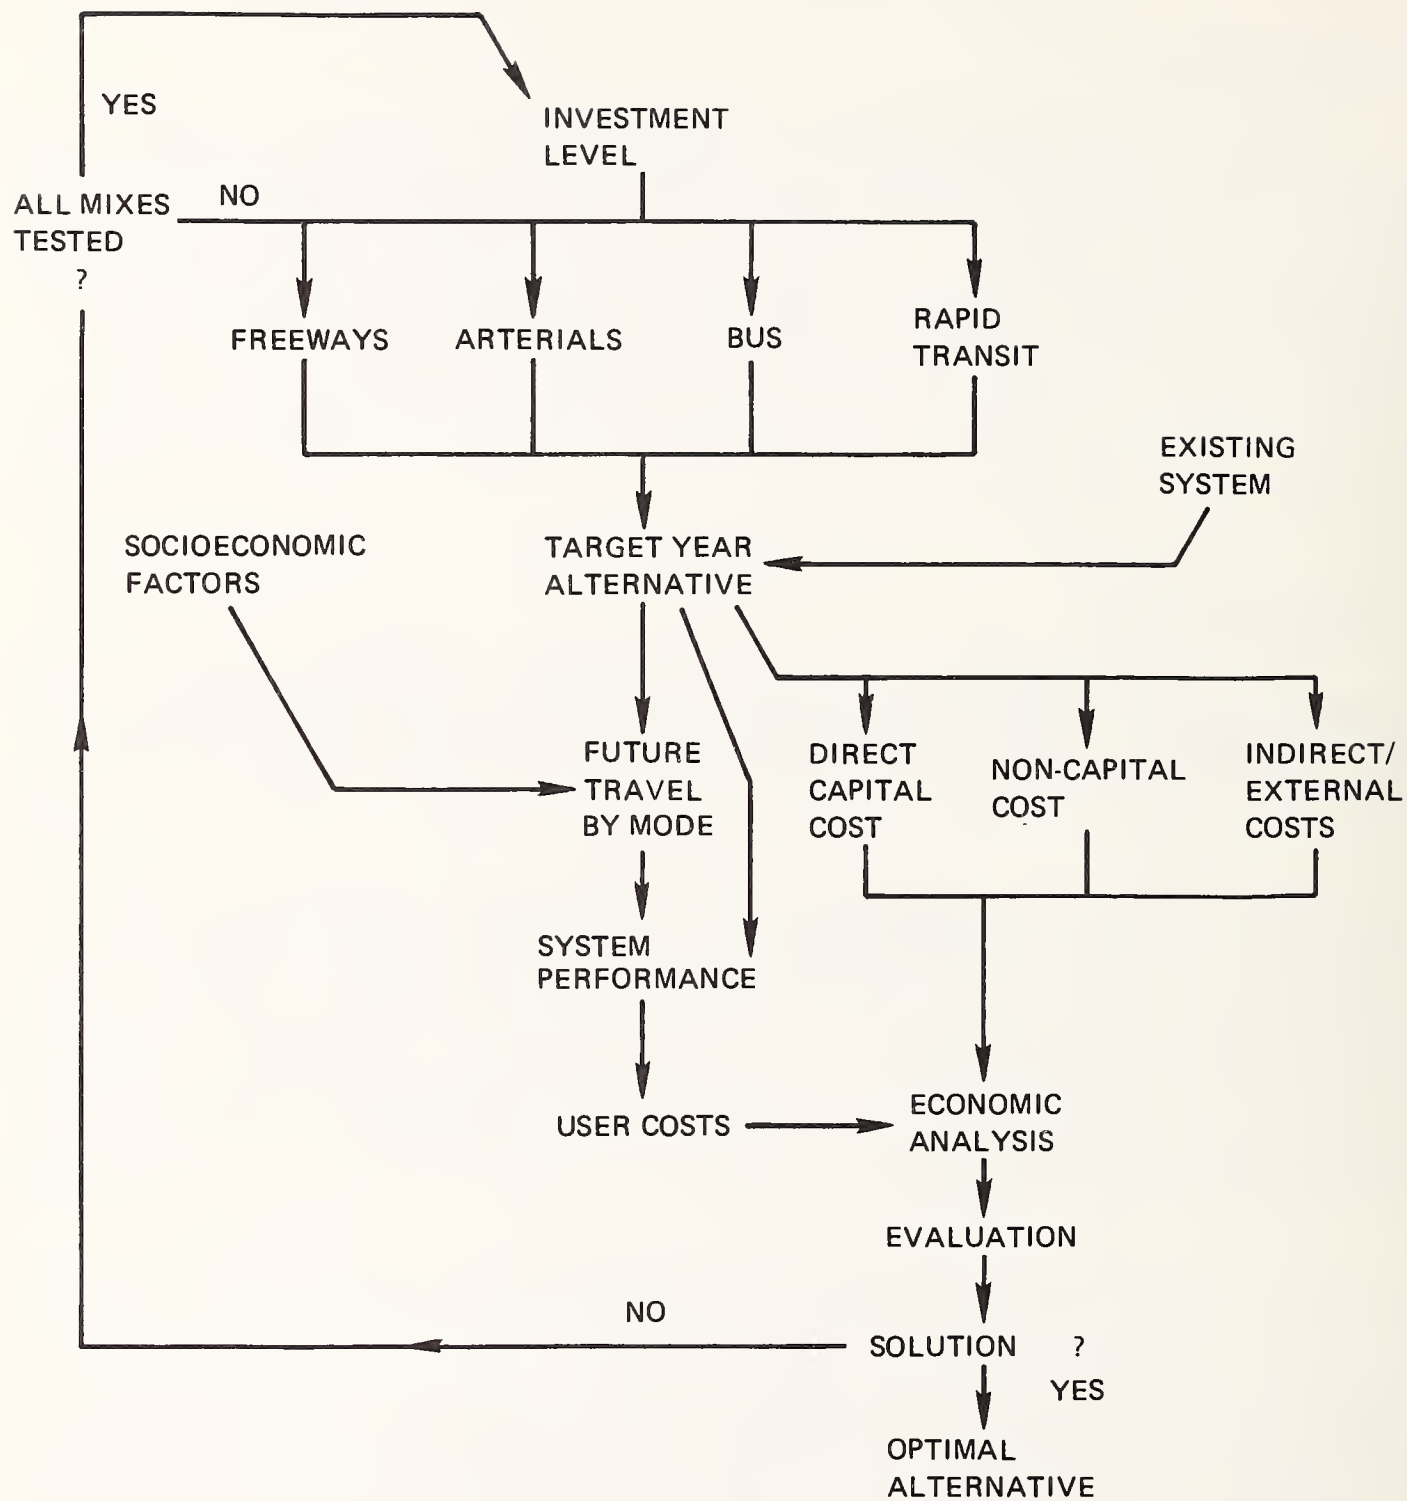 YES
INVESTMENT
LEVEL
ALL MIXES
TESTED
?
NO
FREEWAYS
ARTERIALS
BUS
RAPID
TRANSIT
EXISTING
SYSTEM
SOCIOECONOMIC
FACTORS
TARGET YEAR
ALTERNATIVE
FUTURE
TRAVEL
BY MODE
DIRECT
CAPITAL
COST
NON-CAPITAL
COST
INDIRECT/
EXTERNAL
COSTS
SYSTEM
PERFORMANCE
USER COSTS
ECONOMIC
ANALYSIS
EVALUATION
NO
SOLUTION ?
YES
OPTIMAL
ALTERNATIVE